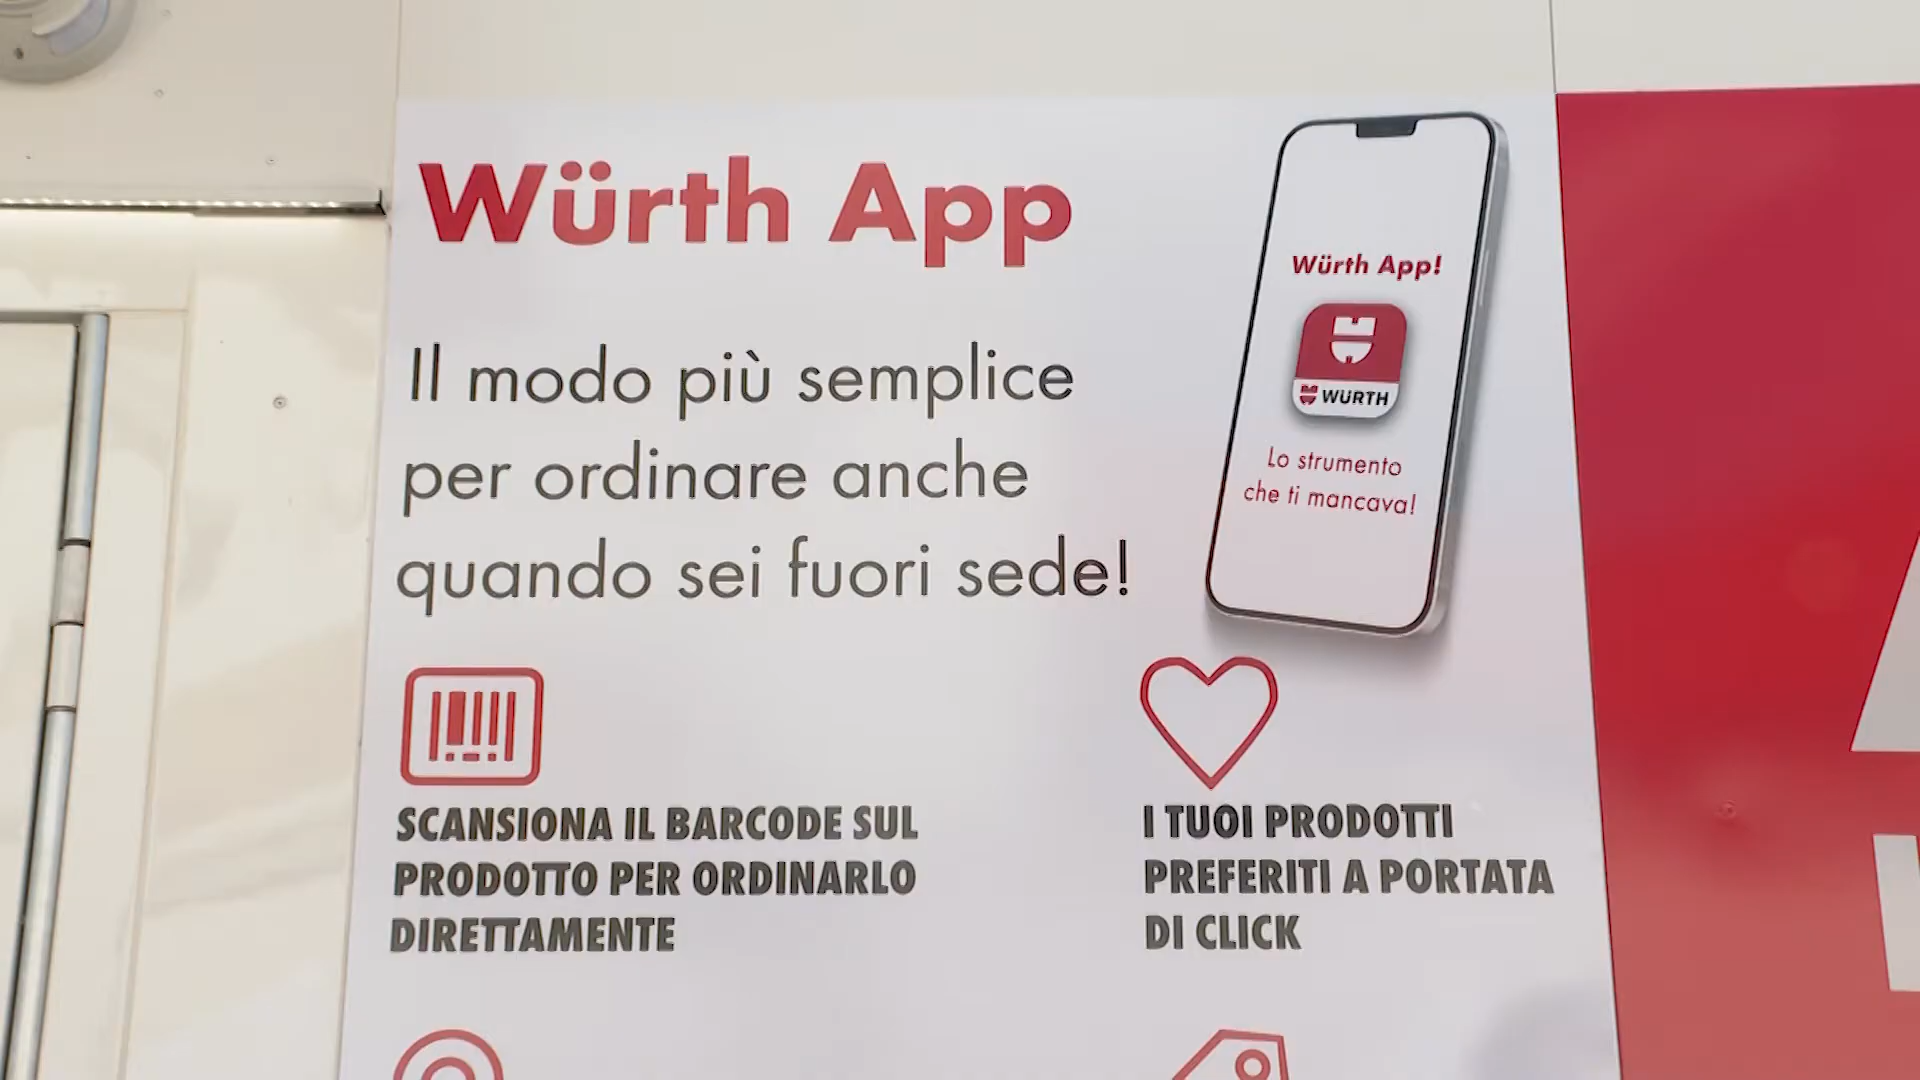 Würth App
Il modo più semplice
per ordinare anche
quando sei fuori sede!
Würth App!
WÜRTH
Lo strumento
che ti mancava!
SCANSIONA IL BARCODE SUL
PRODOTTO PER ORDINARLO
DIRETTAMENTE
I TUOI PRODOTTI
PREFERITI A PORTATA
DI CLICK